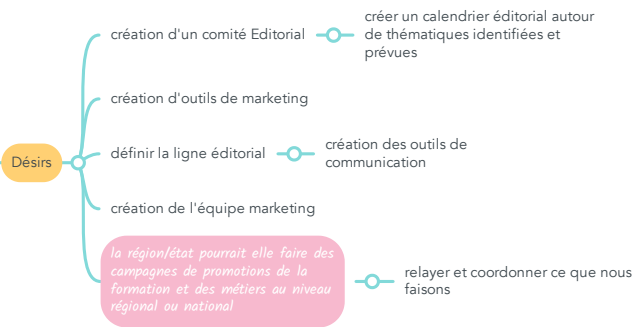 Désirs
création d'un comité Editorial
créer un calendrier éditorial autour
de thématiques identifiées et
prévues
création d'outils de marketing
définir la ligne éditorial
création des outils de
communication
création de l'équipe marketing
la région/état pourrait elle faire des
campagnes de promotions de la
formation et des métiers au niveau
régional ou national
relayer et coordonner ce que nous
faisons